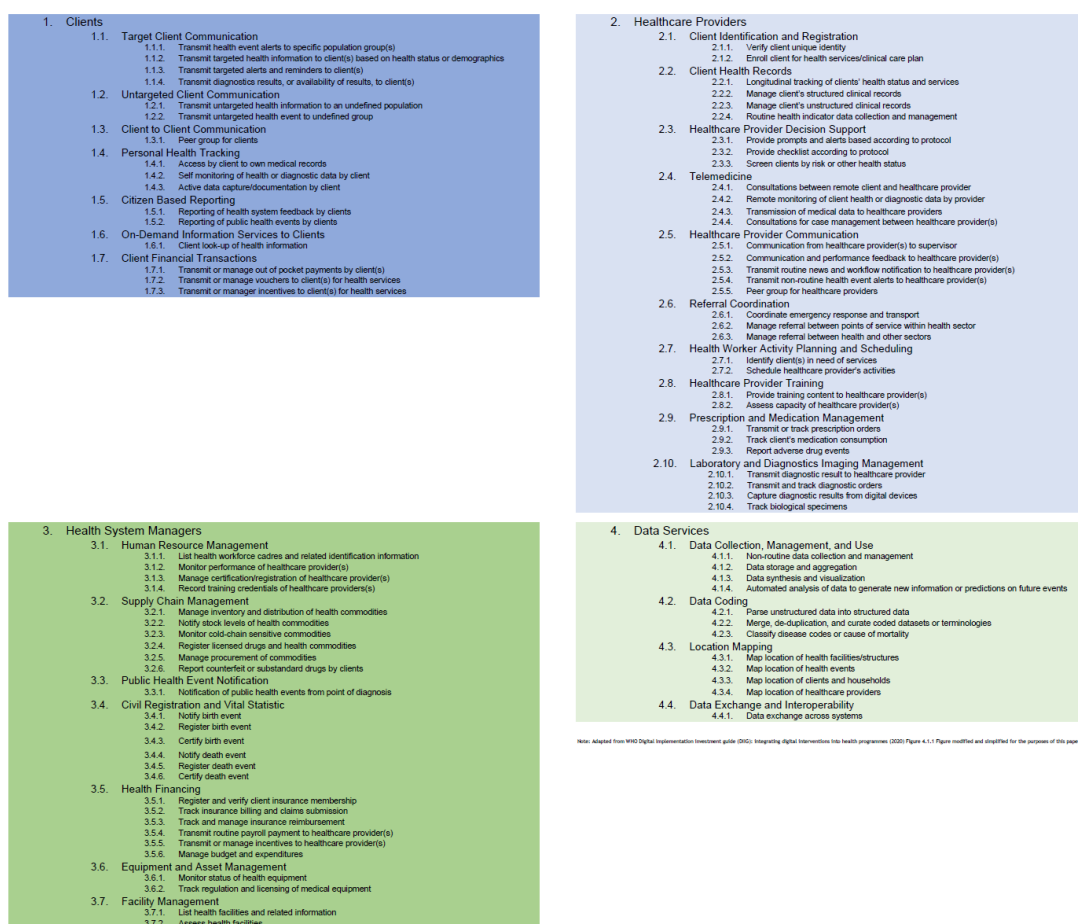 1. Clients
1.1. Target Client Communication
1.1.1. Transmit health event alerts to specific population group(s)
1.1.2. Transmit targeted health information to client(s) based on health status or demographics
1.1.3. Transmit targeted alerts and reminders to client(s)
1.1.4. Transmit diagnostics results, or availability of results, to client(s)
1.2. Untargeted Client Communication
1.2.1. Transmit untargeted health information to an undefined population
1.2.2. Transmit untargeted health event to undefined group
1.3. Client to Client Communication
1.3.1. Peer group for clients
1.4. Personal Health Tracking
1.4.1. Access by client to own medical records
1.4.2. Self monitoring of health or diagnostic data by client
1.4.3. Active data capture/documentation by client
1.5. Citizen Based Reporting
1.5.1. Reporting of health system feedback by clients
1.5.2. Reporting of public health events by clients
1.6. On-Demand Information Services to Clients
1.6.1. Client look-up of health information
1.7. Client Financial Transactions
1.7.1. Transmit or manage out of pocket payments by client(s)
1.7.2. Transmit or manage vouchers to client(s) for health services
1.7.3. Transmit or manager incentives to client(s) for health services
2. Healthcare Providers
2.1. Client Identification and Registration
2.1.1. Verify client unique identity
2.1.2. Enroll client for health services/clinical care plan
2.2. Client Health Records
2.2.1. Longitudinal tracking of clients' health status and services
2.2.2. Manage client's structured clinical records
2.2.3. Manage client's unstructured clinical records
2.2.4. Routine health indicator data collection and management
2.3. Healthcare Provider Decision Support
2.3.1. Provide prompts and alerts based according to protocol
2.3.2. Provide checklist according to protocol
2.3.3. Screen clients by risk or other health status
2.4. Telemedicine
2.4.1. Consultations between remote client and healthcare provider
2.4.2. Remote monitoring of client health or diagnostic data by provider
2.4.3. Transmission of medical data to healthcare providers
2.4.4. Consultations for case management between healthcare provider(s)
2.5. Healthcare Provider Communication
2.5.1. Communication from healthcare provider(s) to supervisor
2.5.2. Communication and performance feedback to healthcare provider(s)
2.5.3. Transmit routine news and workflow notification to healthcare provider(s)
2.5.4. Transmit non-routine health event alerts to healthcare provider(s)
2.5.5. Peer group for healthcare providers
2.6. Referral Coordination
2.6.1. Coordinate emergency response and transport
2.6.2. Manage referral between points of service within health sector
2.6.3. Manage referral between health and other sectors
2.7. Health Worker Activity Planning and Scheduling
2.7.1. Identify client(s) in need of services
2.7.2. Schedule healthcare provider's activities
2.8. Healthcare Provider Training
2.8.1. Provide training content to healthcare provider(s)
2.8.2. Assess capacity of healthcare provider(s)
2.9. Prescription and Medication Management
2.9.1. Transmit or track prescription orders
2.9.2. Track client's medication consumption
2.9.3. Report adverse drug events
2.10. Laboratory and Diagnostics Imaging Management
2.10.1. Transmit diagnostic result to healthcare provider
2.10.2. Transmit and track diagnostic orders
2.10.3. Capture diagnostic results from digital devices
2.10.4. Track biological specimens
3. Health System Managers
3.1. Human Resource Management
3.1.1. List health workforce cadres and related identification information
3.1.2. Monitor performance of healthcare provider(s)
3.1.3. Manage certification/registration of healthcare provider(s)
3.1.4. Record training credentials of healthcare providers(s)
3.2. Supply Chain Management
3.2.1. Manage inventory and distribution of health commodities
3.2.2. Notify stock levels of health commodities
3.2.3. Monitor cold-chain sensitive commodities
3.2.4. Register licensed drugs and health commodities
3.2.5. Manage procurement of commodities
3.2.6. Report counterfeit or substandard drugs by clients
3.3. Public Health Event Notification
3.3.1. Notification of public health events from point of diagnosis
3.4. Civil Registration and Vital Statistic
3.4.1. Notify birth event
3.4.2. Register birth event
3.4.3. Certify birth event
3.4.4. Notify death event
3.4.5. Register death event
3.4.6. Certify death event
3.5. Health Financing
3.5.1. Register and verify client insurance membership
3.5.2. Track insurance billing and claims submission
3.5.3. Track and manage insurance reimbursement
3.5.4. Transmit routine payroll payment to healthcare provider(s)
3.5.5. Transmit or manage incentives to healthcare provider(s)
3.5.6. Manage budget and expenditures
3.6. Equipment and Asset Management
3.6.1. Monitor status of health equipment
3.6.2. Track regulation and licensing of medical equipment
3.7. Facility Management
3.7.1. List health facilities and related information
3.7.2. Assess health facilities
4. Data Services
4.1. Data Collection, Management, and Use
4.1.1. Non-routine data collection and management
4.1.2. Data storage and aggregation
4.1.3. Data synthesis and visualization
4.1.4. Automated analysis of data to generate new information or predictions on future events
4.2. Data Coding
4.2.1. Parse unstructured data into structured data
4.2.2. Merge, de-duplication, and curate coded datasets or terminologies
4.2.3. Classify disease codes or cause of mortality
4.3. Location Mapping
4.3.1. Map location of health facilities/structures
4.3.2. Map location of health events
4.3.3. Map location of clients and households
4.3.4. Map location of healthcare providers
4.4. Data Exchange and Interoperability
4.4.1. Data exchange across systems
Note: Adapted from WHO Digital Implementation Investment guide (DIIG): Integrating digital interventions into health programmes (2020) Figure 4.1.1 Figure modified and simplified for the purposes of this pape